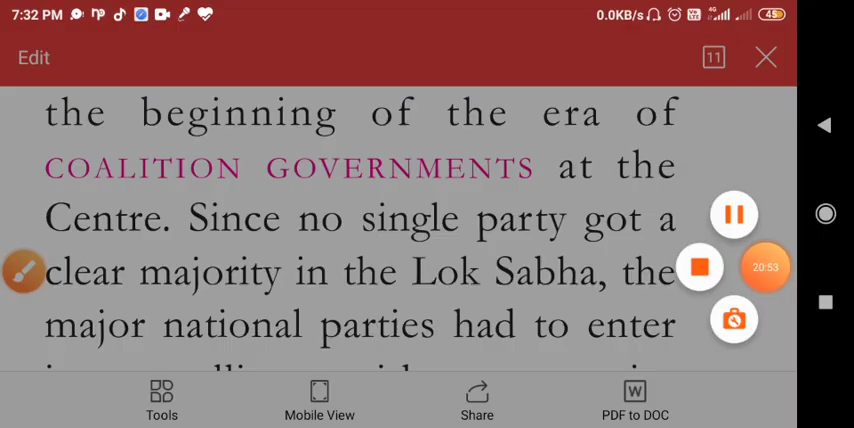 7:32 PM
0.0KB/s
4G
45
Edit
11
the beginning of the era of
COALITION GOVERNMENTS at the
Centre. Since no single party got a
clear majority in the Lok Sabha, the
major national parties had to enter
20:53
Tools
Mobile View
Share
W
PDF to DOC